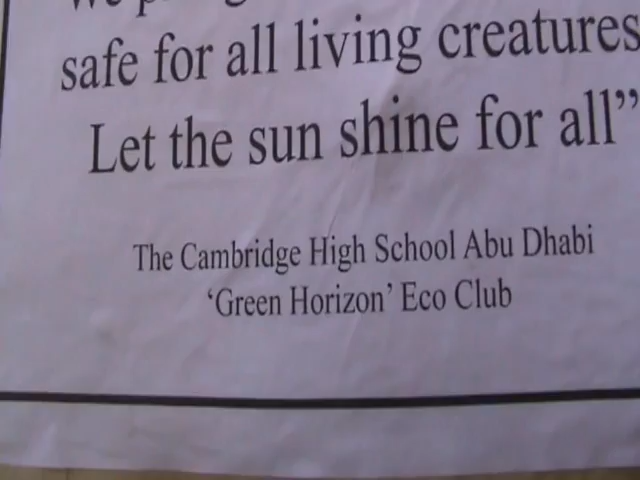 safe for all living creatures
Let the sun shine for all”
The Cambridge High School Abu Dhabi
‘Green Horizon’ Eco Club